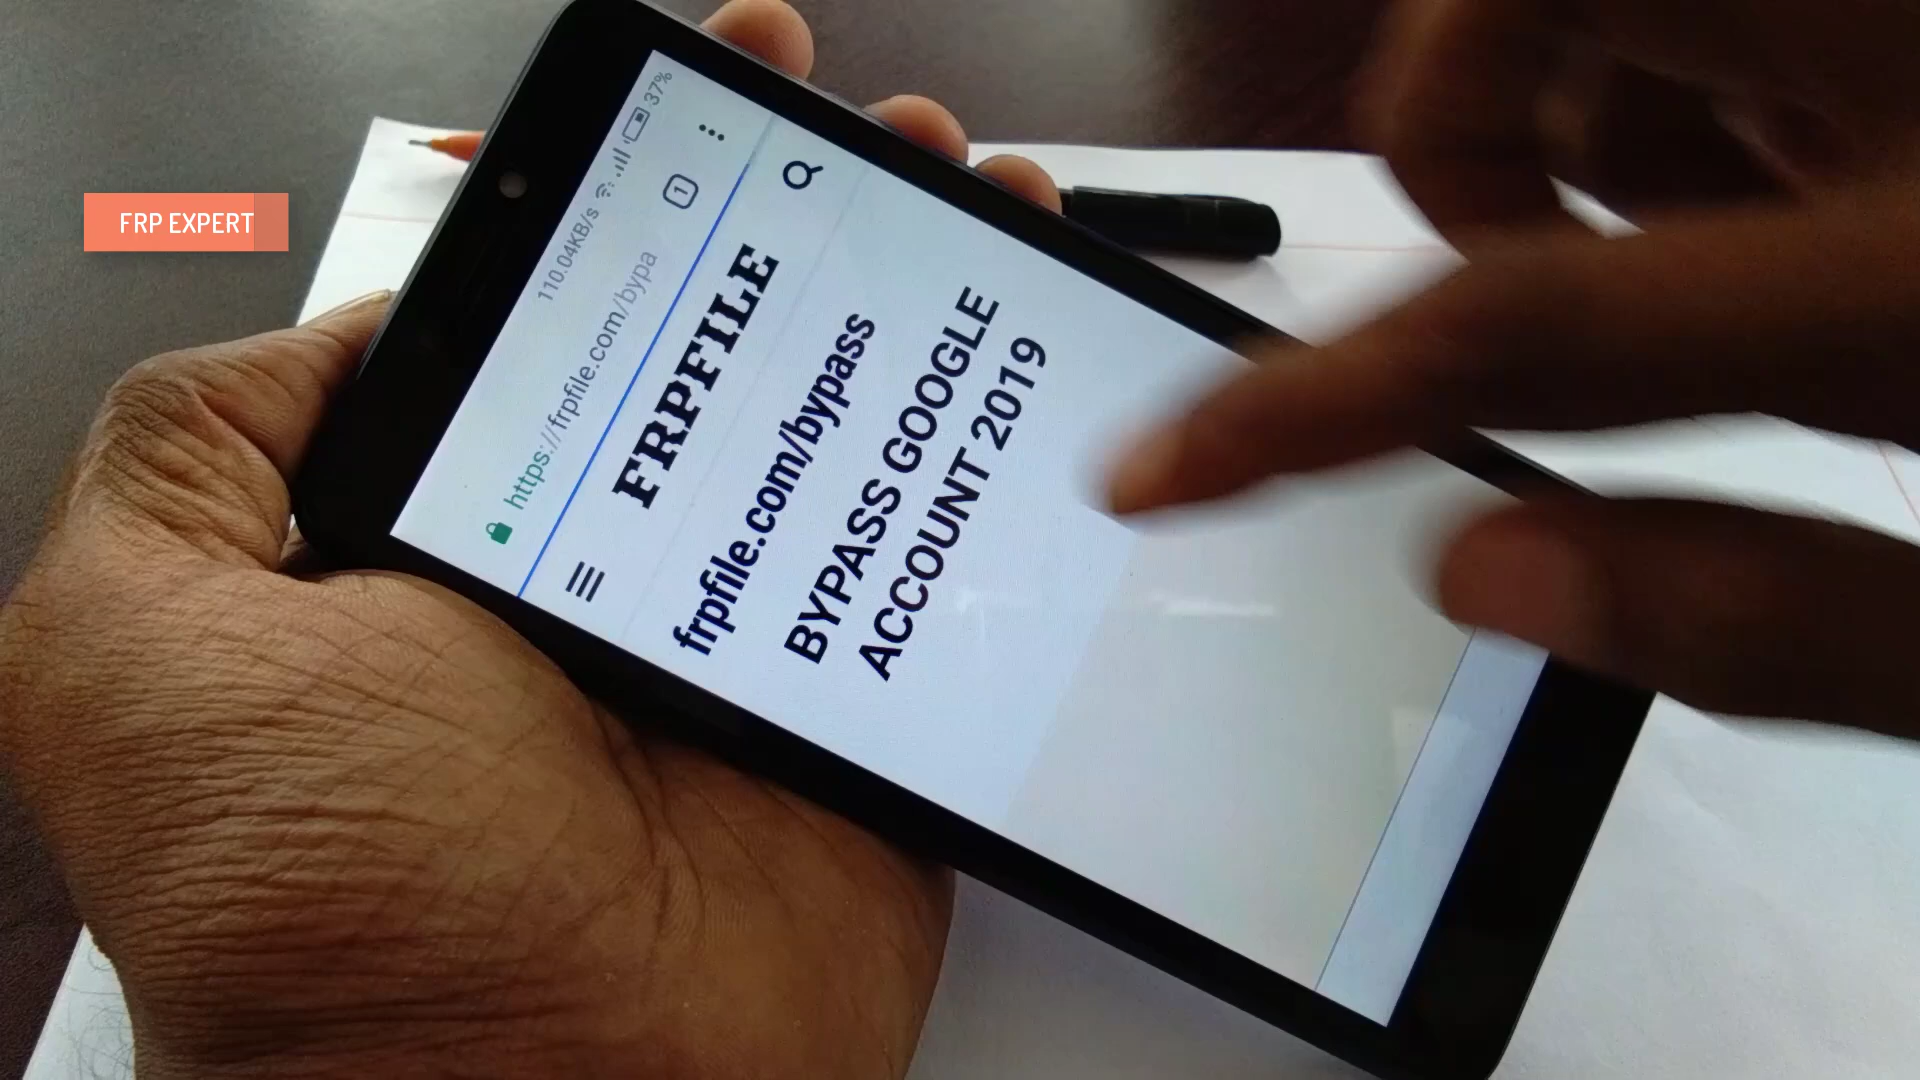 FRP EXPERT
110.04KB/s 37%
https://frpfile.com/bypa
1
FRPFILE
frpfile.com/bypass
BYPASS GOOGLE
ACCOUNT 2019